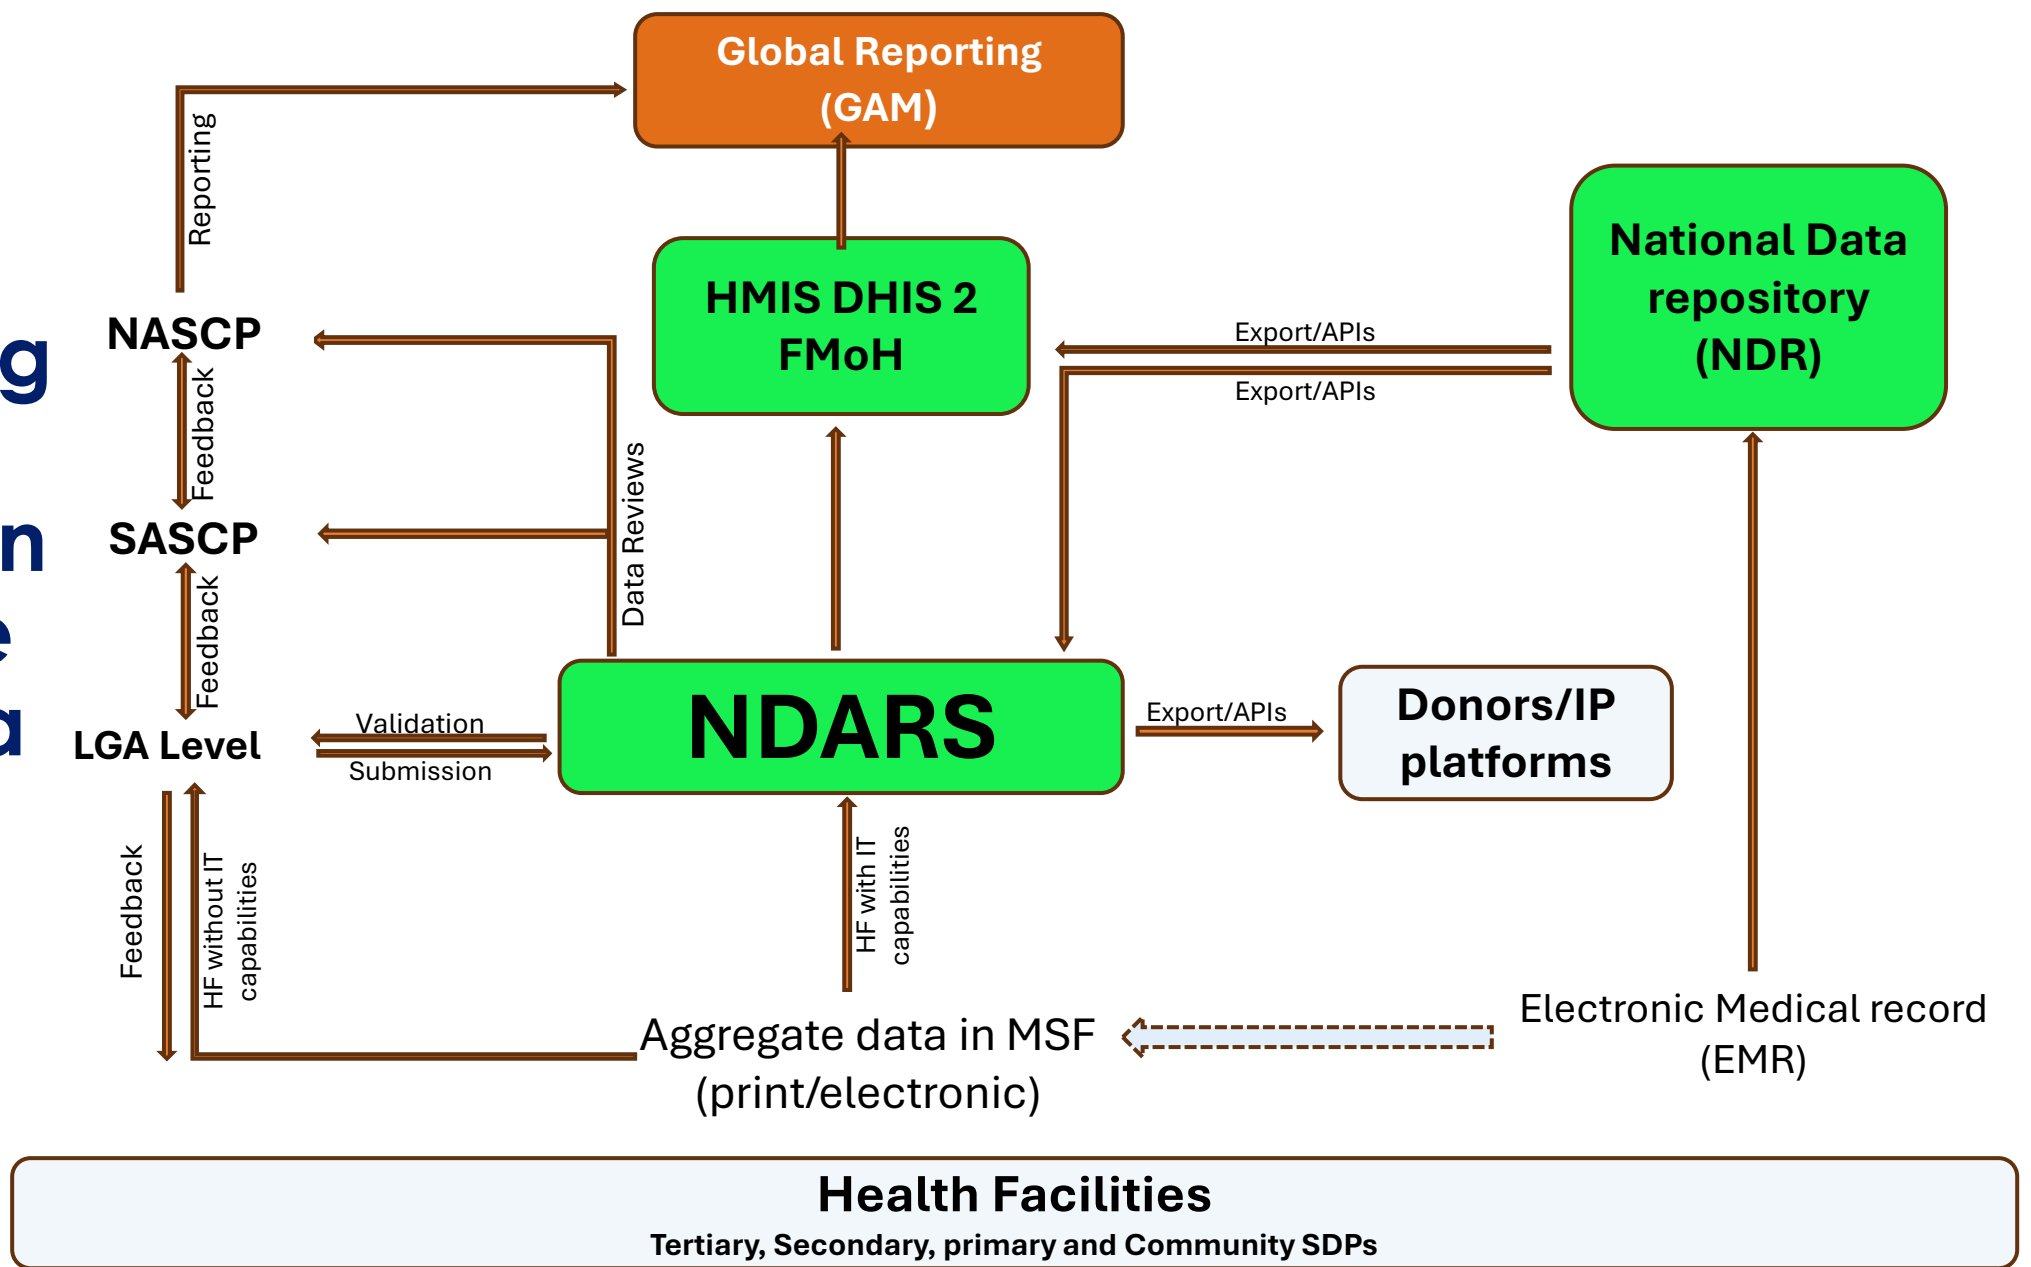 Global Reporting
(GAM)
Reporting
National Data
repository
(NDR)
HMIS DHIS 2
FMoH
NASCP
Export/APIs
Export/APIs
Feedback
Data Reviews
SASCP
Feedback
NDARS
Export/APIs
Donors/IP
platforms
Validation
LGA Level
Submission
Feedback
HF without IT
capabilities
HF with IT
capabilities
Aggregate data in MSF
(print/electronic)
Electronic Medical record
(EMR)
Health Facilities
Tertiary, Secondary, primary and Community SDPs